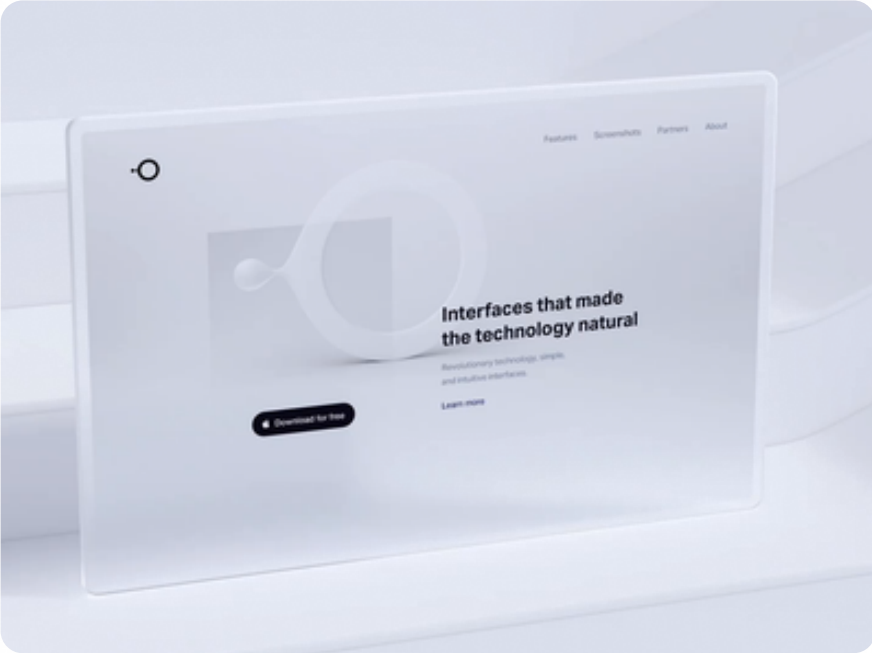 Features Screenshots Partners About
Interfaces that made
the technology natural
Revolutionary technology, simple,
and intuitive interfaces.
Learn more
Download for free